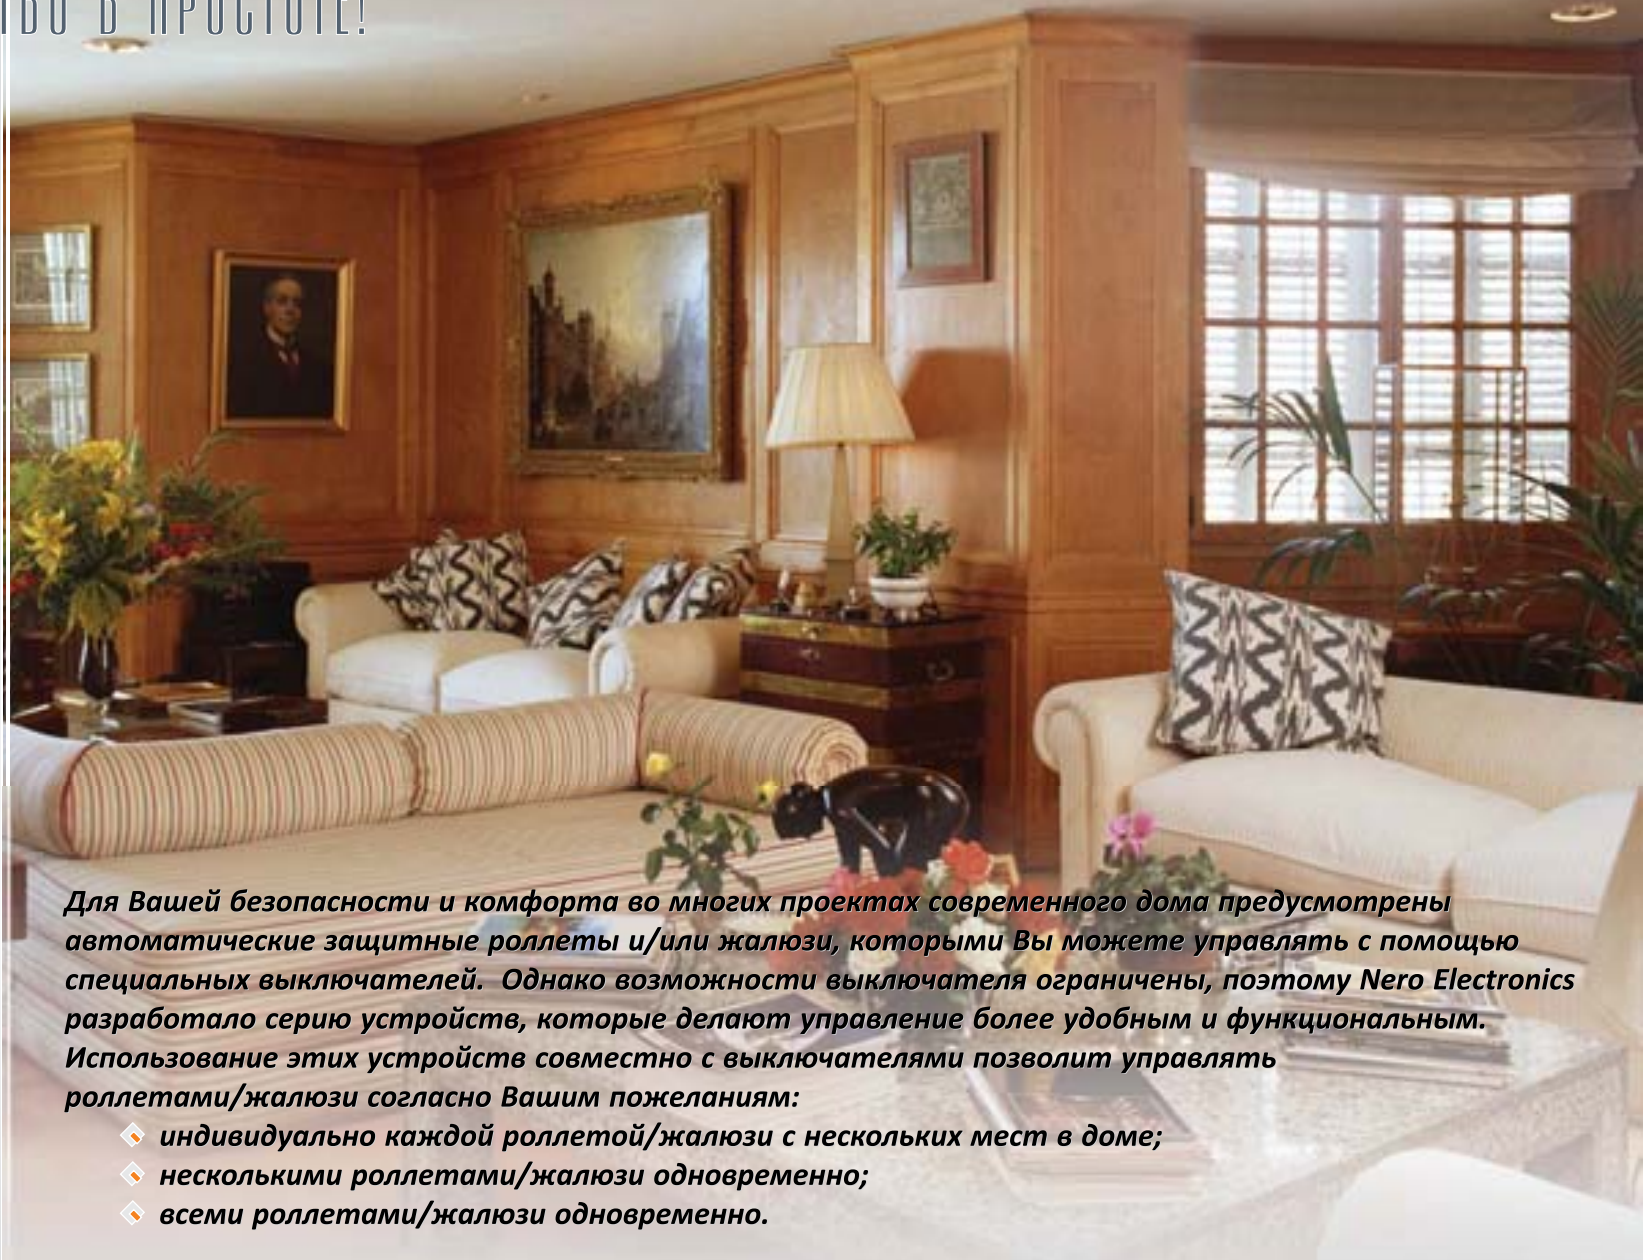 В ПРОСТОТЕ!
Для Вашей безопасности и комфорта во многих проектах современного дома предусмотрены
автоматические защитные роллеты и/или жалюзи, которыми Вы можете управлять с помощью
специальных выключателей. Однако возможности выключателя ограничены, поэтому Nero Electronics
разработало серию устройств, которые делают управление более удобным и функциональным.
Использование этих устройств совместно с выключателями позволит управлять
роллетами/жалюзи согласно Вашим пожеланиям:
индивидуально каждой роллетой/жалюзи с нескольких мест в доме;
несколькими роллетами/жалюзи одновременно;
всеми роллетами/жалюзи одновременно.